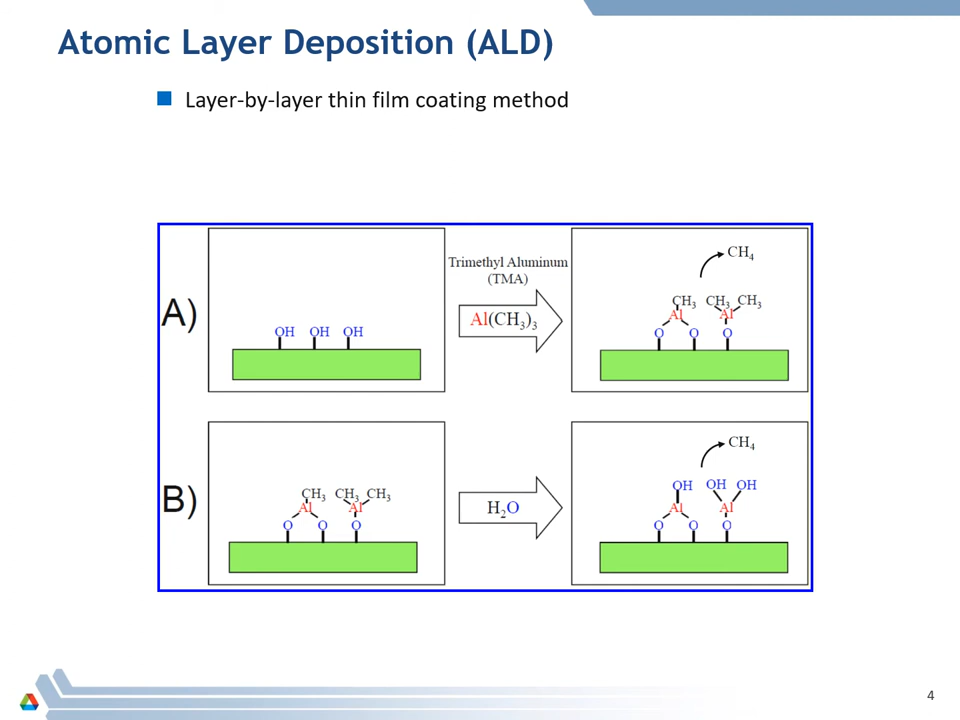 Atomic Layer Deposition (ALD)
Layer-by-layer thin film coating method
A)
OH OH OH
Trimethyl Aluminum
(TMA)
Al(CH₃)₃
CH₄
CH₃ CH₃ CH₃
Al Al
O O O
B)
CH₃ CH₃ CH₃
Al Al
O O O
H₂O
CH₄
OH OH OH
Al Al
O O O
4